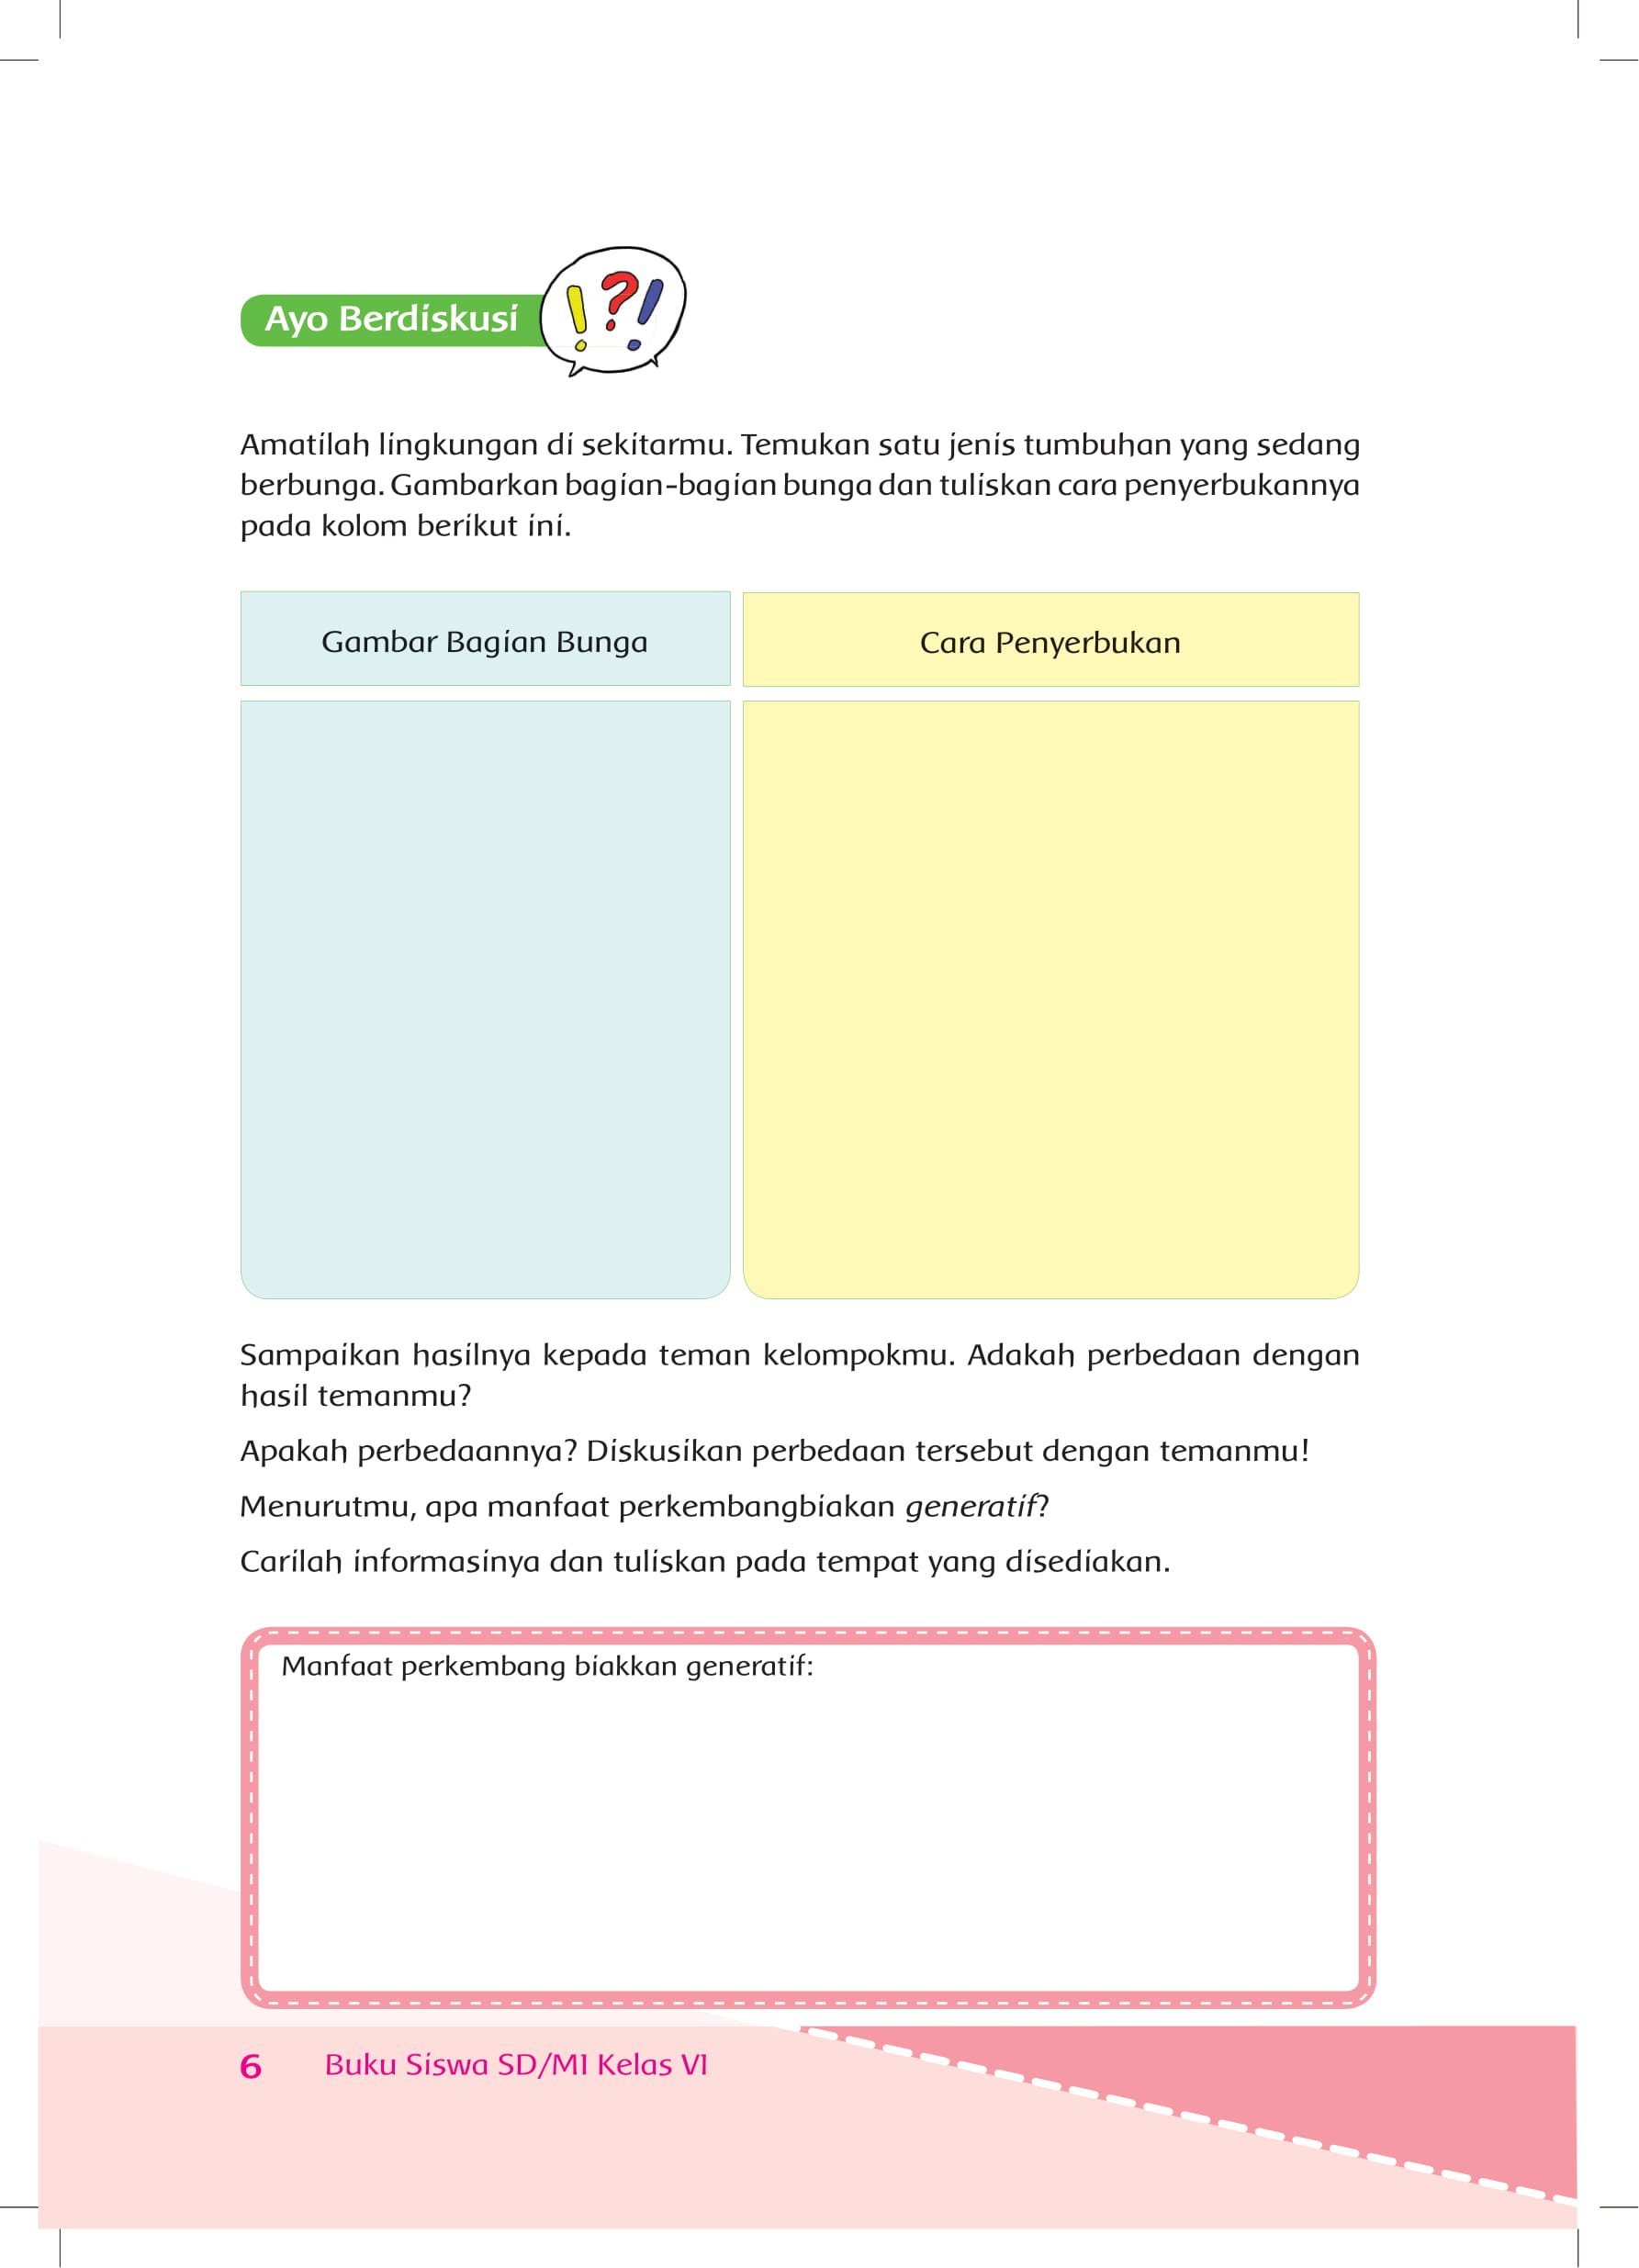 Ayo Berdiskusi
Amatilah lingkungan di sekitarmu. Temukan satu jenis tumbuhan yang sedang
berbunga. Gambarkan bagian-bagian bunga dan tuliskan cara penyerbukannya
pada kolom berikut ini.
Gambar Bagian Bunga
Cara Penyerbukan
Sampaikan hasilnya kepada teman kelompokmu. Adakah perbedaan dengan
hasil temanmu?
Apakah perbedaannya? Diskusikan perbedaan tersebut dengan temanmu!
Menurutmu, apa manfaat perkembangbiakan generatif?
Carilah informasinya dan tuliskan pada tempat yang disediakan.
Manfaat perkembang biakkan generatif:
6 Buku Siswa SD/MI Kelas VI